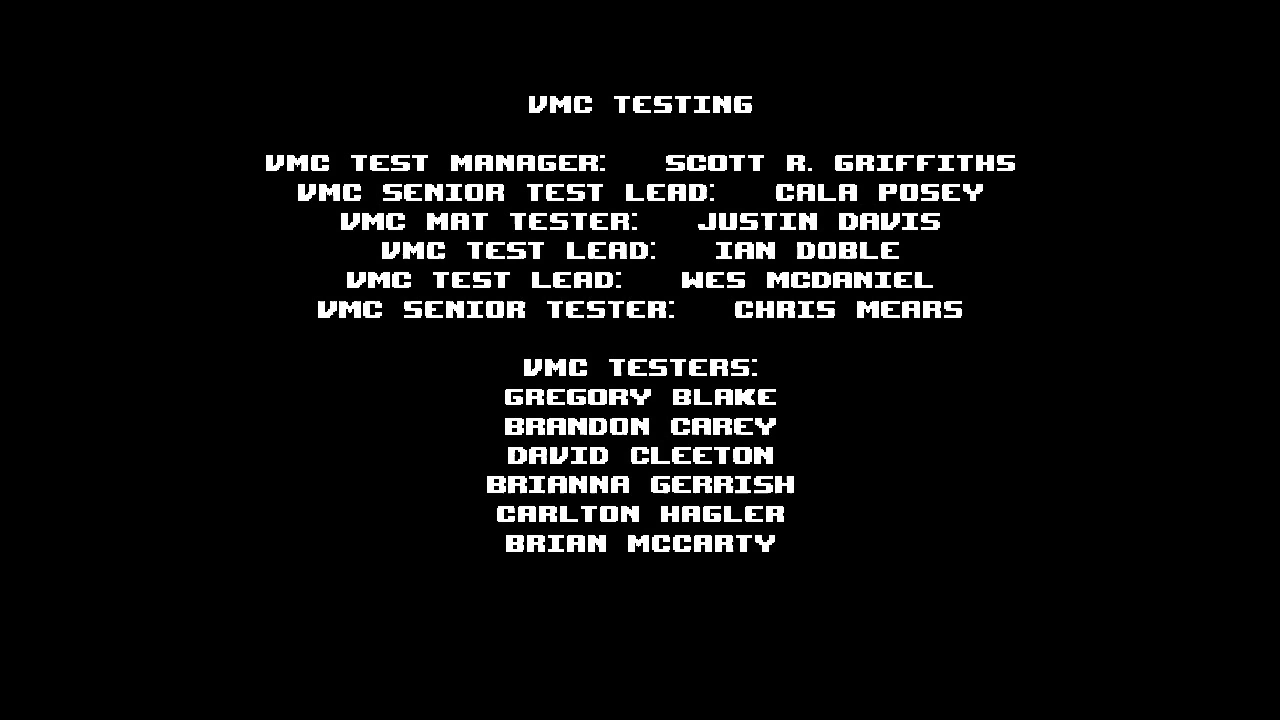 VMC TESTING
VMC TEST MANAGER: SCOTT R. GRIFFITHS
VMC SENIOR TEST LEAD: CALA POSEY
VMC MAT TESTER: JUSTIN DAVIS
VMC TEST LEAD: IAN DOBLE
VMC TEST LEAD: WES MCDANIEL
VMC SENIOR TESTER: CHRIS MEARS
VMC TESTERS:
GREGORY BLAKE
BRANDON CAREY
DAVID CLEETON
BRIANNA GERRISH
CARLTON HAGLER
BRIAN MCCARTY